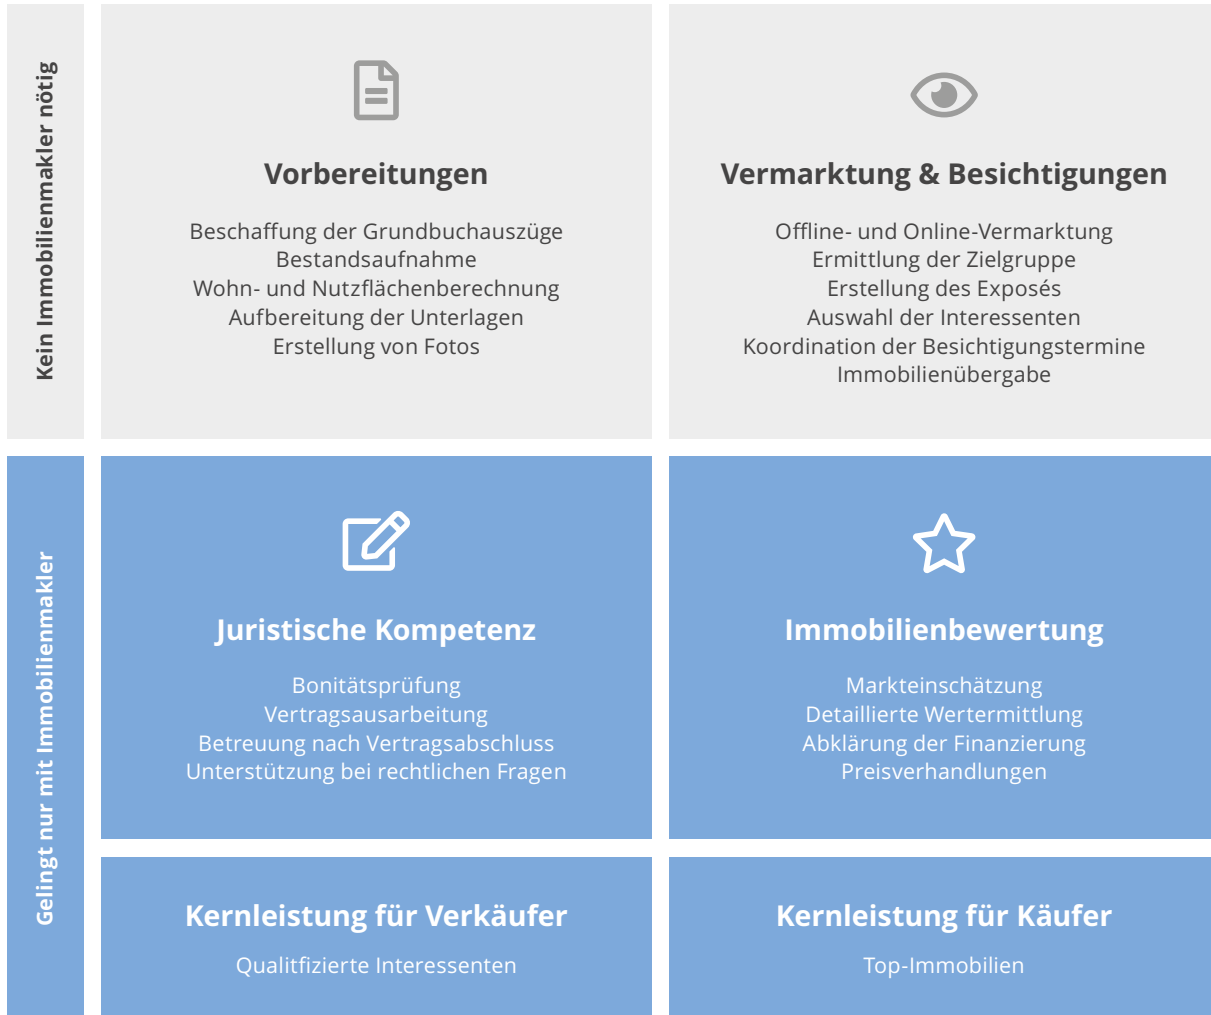 Kein Immobilienmakler nötig
Vorbereitungen
Beschaffung der Grundbuchauszüge
Bestandsaufnahme
Wohn- und Nutzflächenberechnung
Aufbereitung der Unterlagen
Erstellung von Fotos
Vermarktung & Besichtigungen
Offline- und Online-Vermarktung
Ermittlung der Zielgruppe
Erstellung des Exposés
Auswahl der Interessenten
Koordination der Besichtigungstermine
Immobilienübergabe
Gelingt nur mit Immobilienmakler
Juristische Kompetenz
Bonitätsprüfung
Vertragsausarbeitung
Betreuung nach Vertragsabschluss
Unterstützung bei rechtlichen Fragen
Immobilienbewertung
Markteinschätzung
Detaillierte Wertermittlung
Abklärung der Finanzierung
Preisverhandlungen
Kernleistung für Verkäufer
Qualitfizierte Interessenten
Kernleistung für Käufer
Top-Immobilien